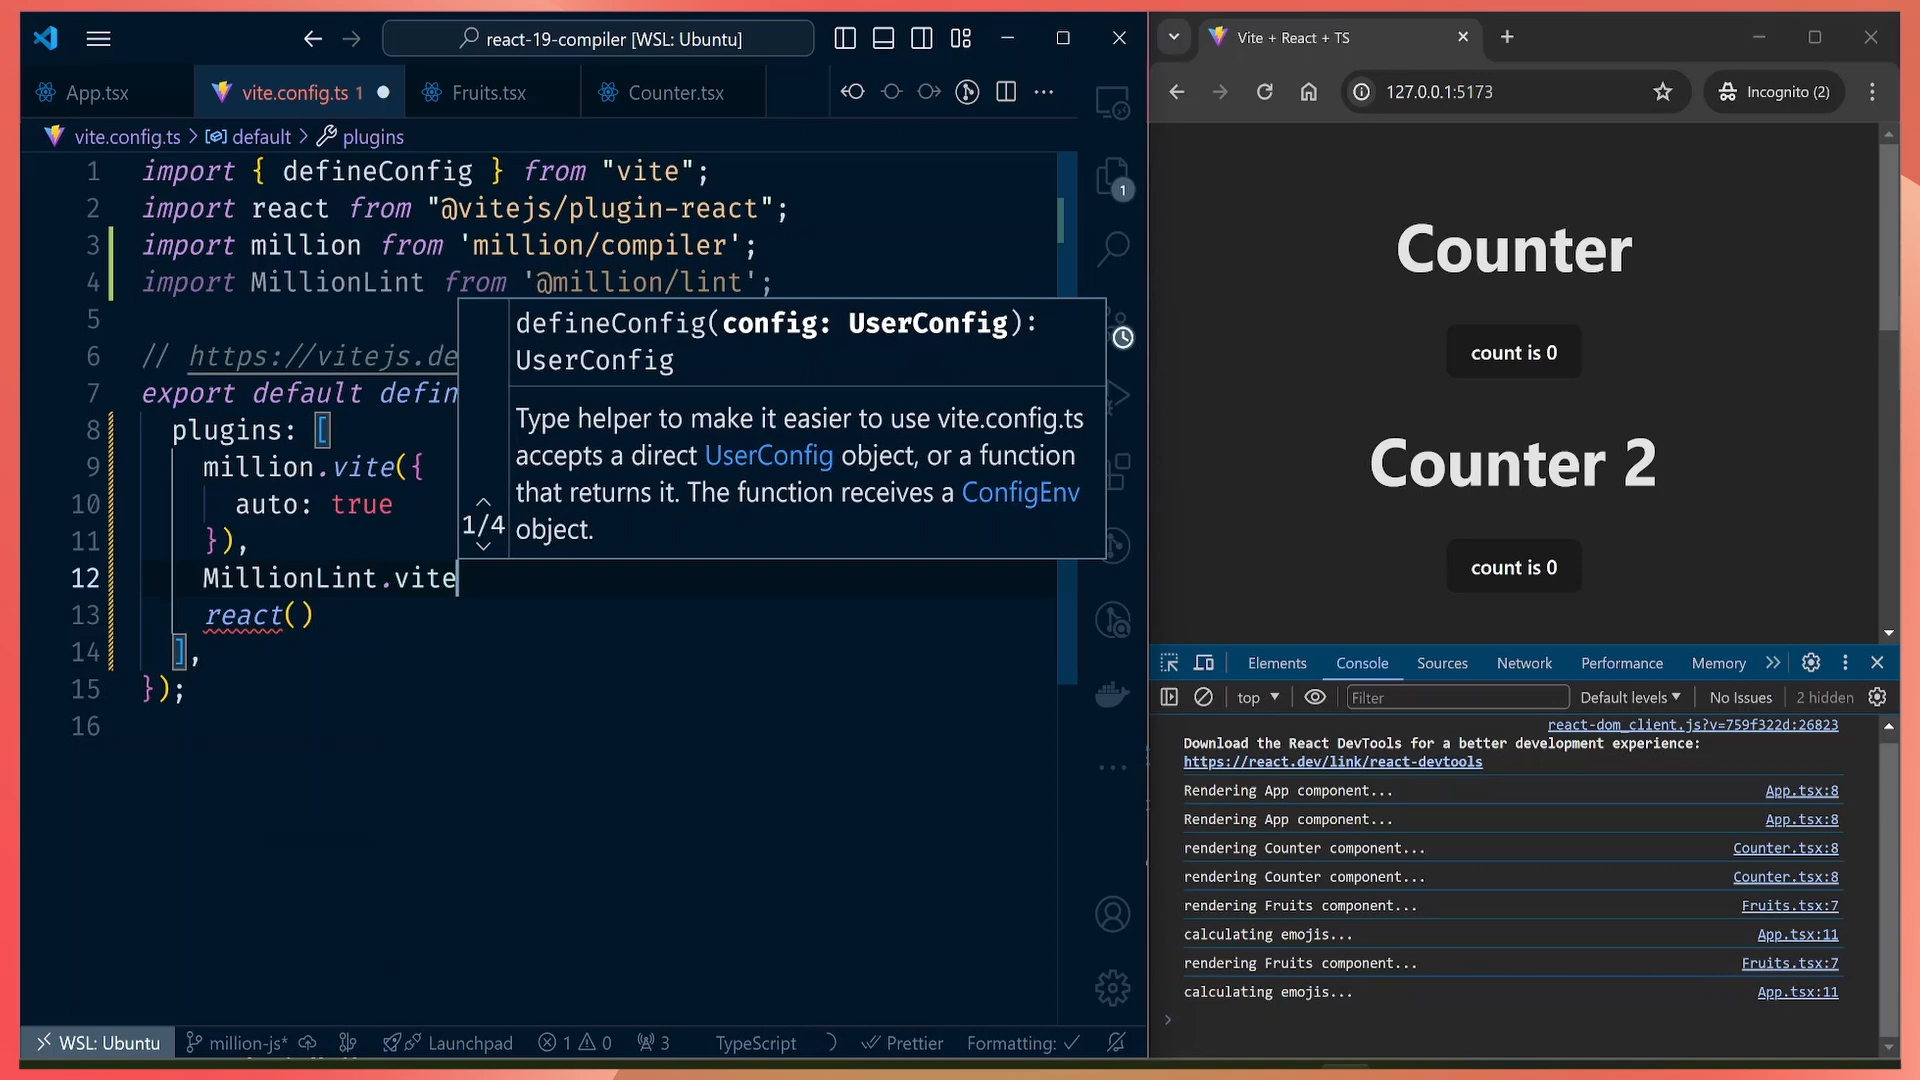 react-19-compiler [WSL: Ubuntu]
App.tsx
vite.config.ts 1
Fruits.tsx
Counter.tsx
vite.config.ts > default > plugins
1 import { defineConfig } from "vite";
2 import react from "@vitejs/plugin-react";
3 import million from 'million/compiler';
4 import MillionLint from '@million/lint';
5
6 // https://vitejs.de
7 export default defin
8 plugins: [
9 million.vite({
10 auto: true
11 }),
12 MillionLint.vite
13 react()
14 ],
15 });
16
defineConfig(config: UserConfig):
UserConfig
1/4
Type helper to make it easier to use vite.config.ts
accepts a direct UserConfig object, or a function
that returns it. The function receives a ConfigEnv
object.
1
WSL: Ubuntu
million-js*
Launchpad
1
0
3
TypeScript
Prettier
Formatting:
Vite + React + TS
127.0.0.1:5173
Incognito (2)
Counter
count is 0
Counter 2
count is 0
Elements
Console
Sources
Network
Performance
Memory
top
Filter
Default levels
No Issues
2 hidden
react-dom_client.js?v=759f322d:26823
Download the React DevTools for a better development experience:
https://react.dev/link/react-devtools
Rendering App component... App.tsx:8
Rendering App component... App.tsx:8
rendering Counter component... Counter.tsx:8
rendering Counter component... Counter.tsx:8
rendering Fruits component... Fruits.tsx:7
calculating emojis... App.tsx:11
rendering Fruits component... Fruits.tsx:7
calculating emojis... App.tsx:11